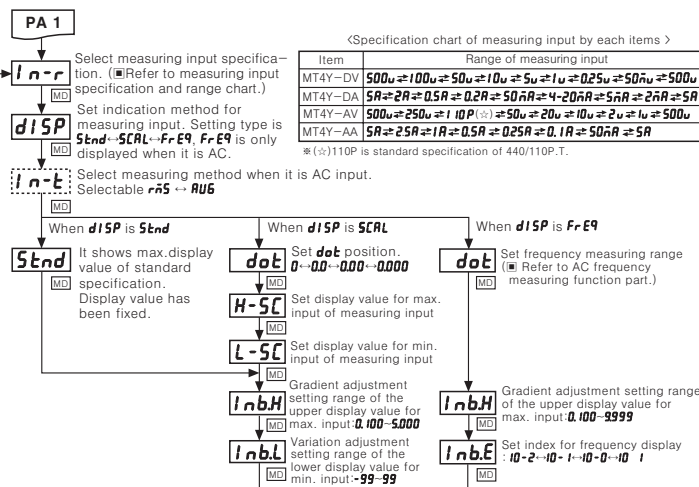 PA 1
In-r
MD
Select measuring input specifica-
tion. (▣Refer to measuring input
specification and range chart.)
dISP
MD
Set indication method for
measuring input. Setting type is
Stnd↔SCAL↔FrEq, FrEq is only
displayed when it is AC.
In-t
MD
Select measuring method when it is AC input.
Selectable rms ↔ AVG
〈Specification chart of measuring input by each items 〉
Item Range of measuring input
MT4Y-DV 500v⇄100v⇄50v⇄10v⇄5v⇄1v⇄0.25v⇄50mv⇄500v
MT4Y-DA 5A⇄2A⇄0.5A⇄0.2A⇄50mA⇄4-20mA⇄5mA⇄2mA⇄5A
MT4Y-AV 500v⇄250v⇄110P(☆)⇄50v⇄20v⇄10v⇄2v⇄1v⇄500v
MT4Y-AA 5A⇄2.5A⇄1A⇄0.5A⇄0.25A⇄0.1A⇄50mA⇄5A
※(☆)110P is standard specification of 440/110P.T.
When dISP is Stnd
Stnd
MD
It shows max.display
value of standard
specification.
Display value has
been fixed.
When dISP is SCAL
dot
MD
Set dot position.
0↔0.0↔0.00↔0.000
H-SC
MD
Set display value for max.
input of measuring input
L-SC
MD
Set display value for min.
input of measuring input
Inb.H
MD
Gradient adjustment
setting range of the
upper display value for
max. input:0.100~5.000
Inb.L
MD
Variation adjustment
setting range of the
lower display value for
min. input:-99~99
When dISP is FrEq
dot
MD
Set frequency measuring range
(▣ Refer to AC frequency
measuring function part.)
Inb.H
MD
Gradient adjustment setting range
of the upper display value for
max. input:0.100~9.999
Inb.E
MD
Set index for frequency display
: 10-2↔10-1↔10-0↔10 1